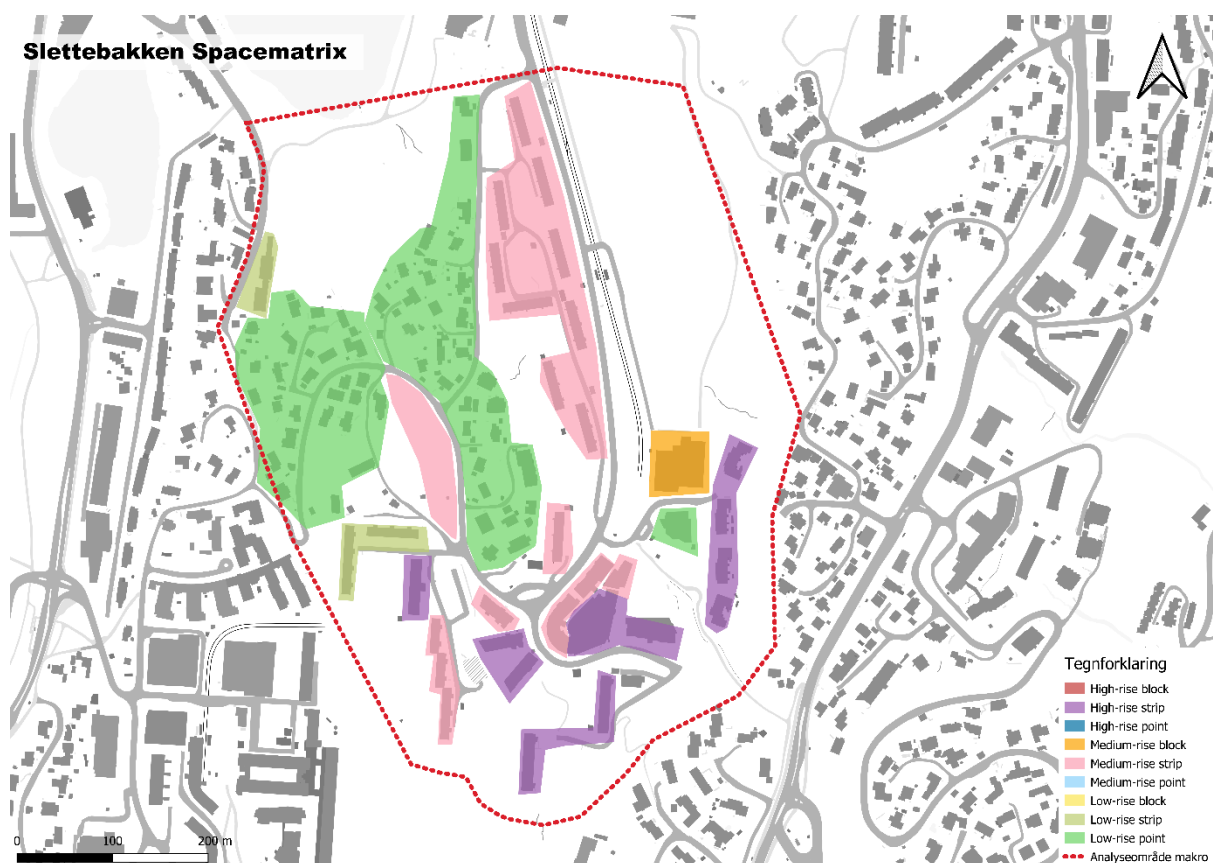 Slettebakken Spacematrix
Tegnforklaring
High-rise block
High-rise strip
High-rise point
Medium-rise block
Medium-rise strip
Medium-rise point
Low-rise block
Low-rise strip
Low-rise point
Analyseområde makro
0 100 200 m